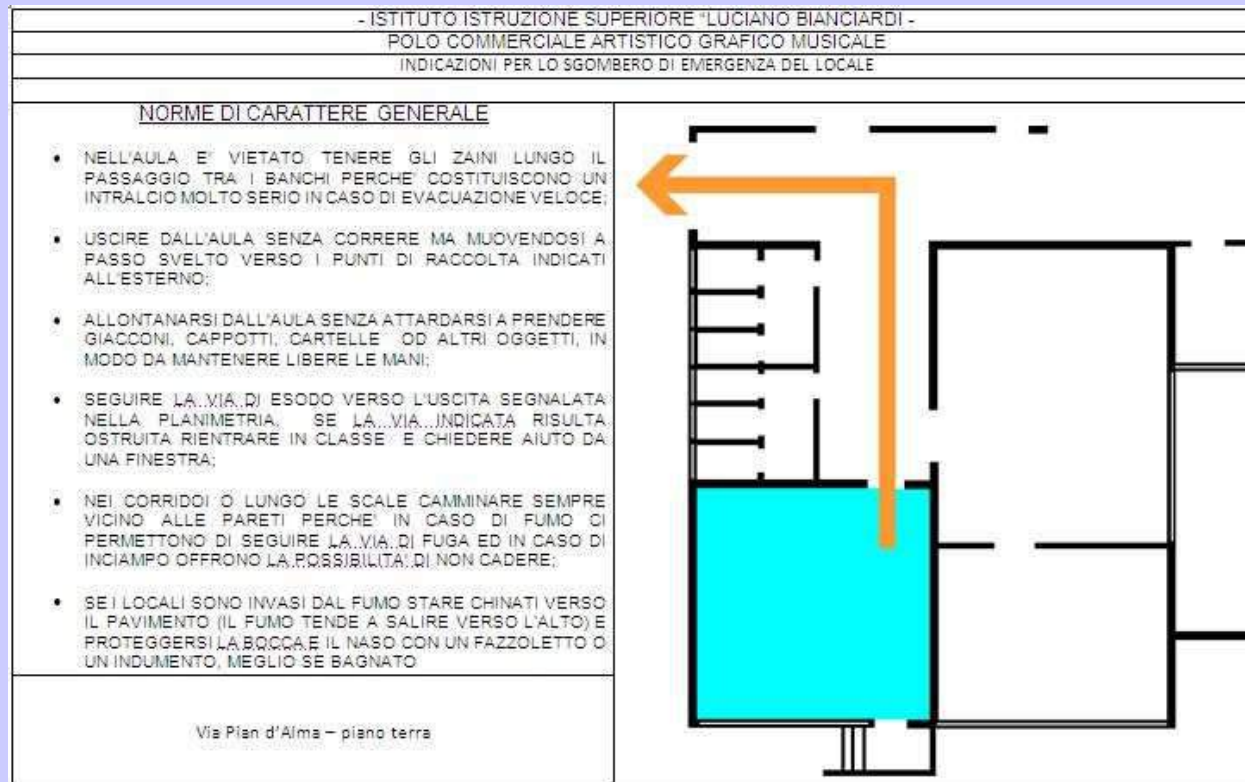 - ISTITUTO ISTRUZIONE SUPERIORE "LUCIANO BIANCIARDI -
POLO COMMERCIALE ARTISTICO GRAFICO MUSICALE
INDICAZIONI PER LO SGOMBERO DI EMERGENZA DEL LOCALE
NORME DI CARATTERE GENERALE
• NELL'AULA E' VIETATO TENERE GLI ZAINI LUNGO IL
PASSAGGIO TRA I BANCHI PERCHE' COSTITUISCONO UN
INTRALCIO MOLTO SERIO IN CASO DI EVACUAZIONE VELOCE;
• USCIRE DALL'AULA SENZA CORRERE MA MUOVENDOSI A
PASSO SVELTO VERSO I PUNTI DI RACCOLTA INDICATI
ALL'ESTERNO;
• ALLONTANARSI DALL'AULA SENZA ATTARDARSI A PRENDERE
GIACCONI, CAPPOTTI, CARTELLE OD ALTRI OGGETTI, IN
MODO DA MANTENERE LIBERE LE MANI;
• SEGUIRE LA VIA DI ESODO VERSO L'USCITA SEGNALATA
NELLA PLANIMETRIA. SE LA VIA INDICATA RISULTA
OSTRUITA RIENTRARE IN CLASSE E CHIEDERE AIUTO DA
UNA FINESTRA;
• NEI CORRIDOI O LUNGO LE SCALE CAMMINARE SEMPRE
VICINO ALLE PARETI PERCHE' IN CASO DI FUMO CI
PERMETTONO DI SEGUIRE LA VIA DI FUGA ED IN CASO DI
INCIAMPO OFFRONO LA POSSIBILITA' DI NON CADERE;
• SE I LOCALI SONO INVASI DAL FUMO STARE CHINATI VERSO
IL PAVIMENTO (IL FUMO TENDE A SALIRE VERSO L'ALTO) E
PROTEGGERSI LA BOCCA E IL NASO CON UN FAZZOLETTO O
UN INDUMENTO, MEGLIO SE BAGNATO
Via Pian d'Alma – piano terra